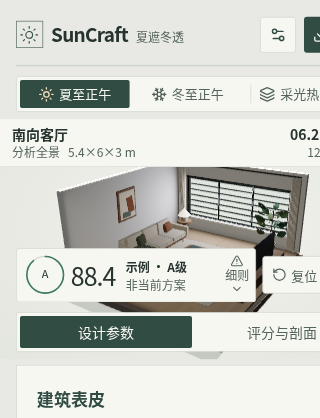 SunCraft 夏遮冬透
夏至正午 冬至正午 采光热
南向客厅 06.2
分析全景 5.4×6×3 m 12
A 88.4 示例 · A级 非当前方案 细则 复位
设计参数 评分与剖面
建筑表皮